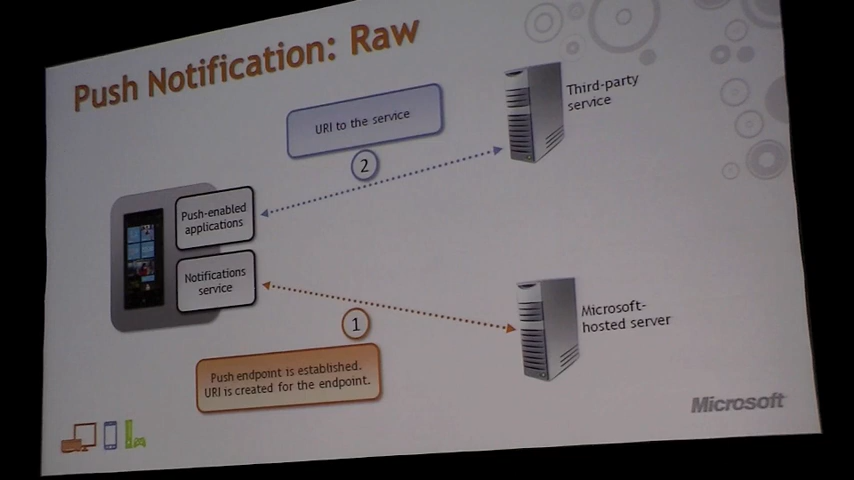 Push Notification: Raw
URI to the service
2
Third-party
service
Push-enabled
applications
Notifications
service
1
Microsoft-
hosted server
Push endpoint is established.
URI is created for the endpoint.
Microsoft